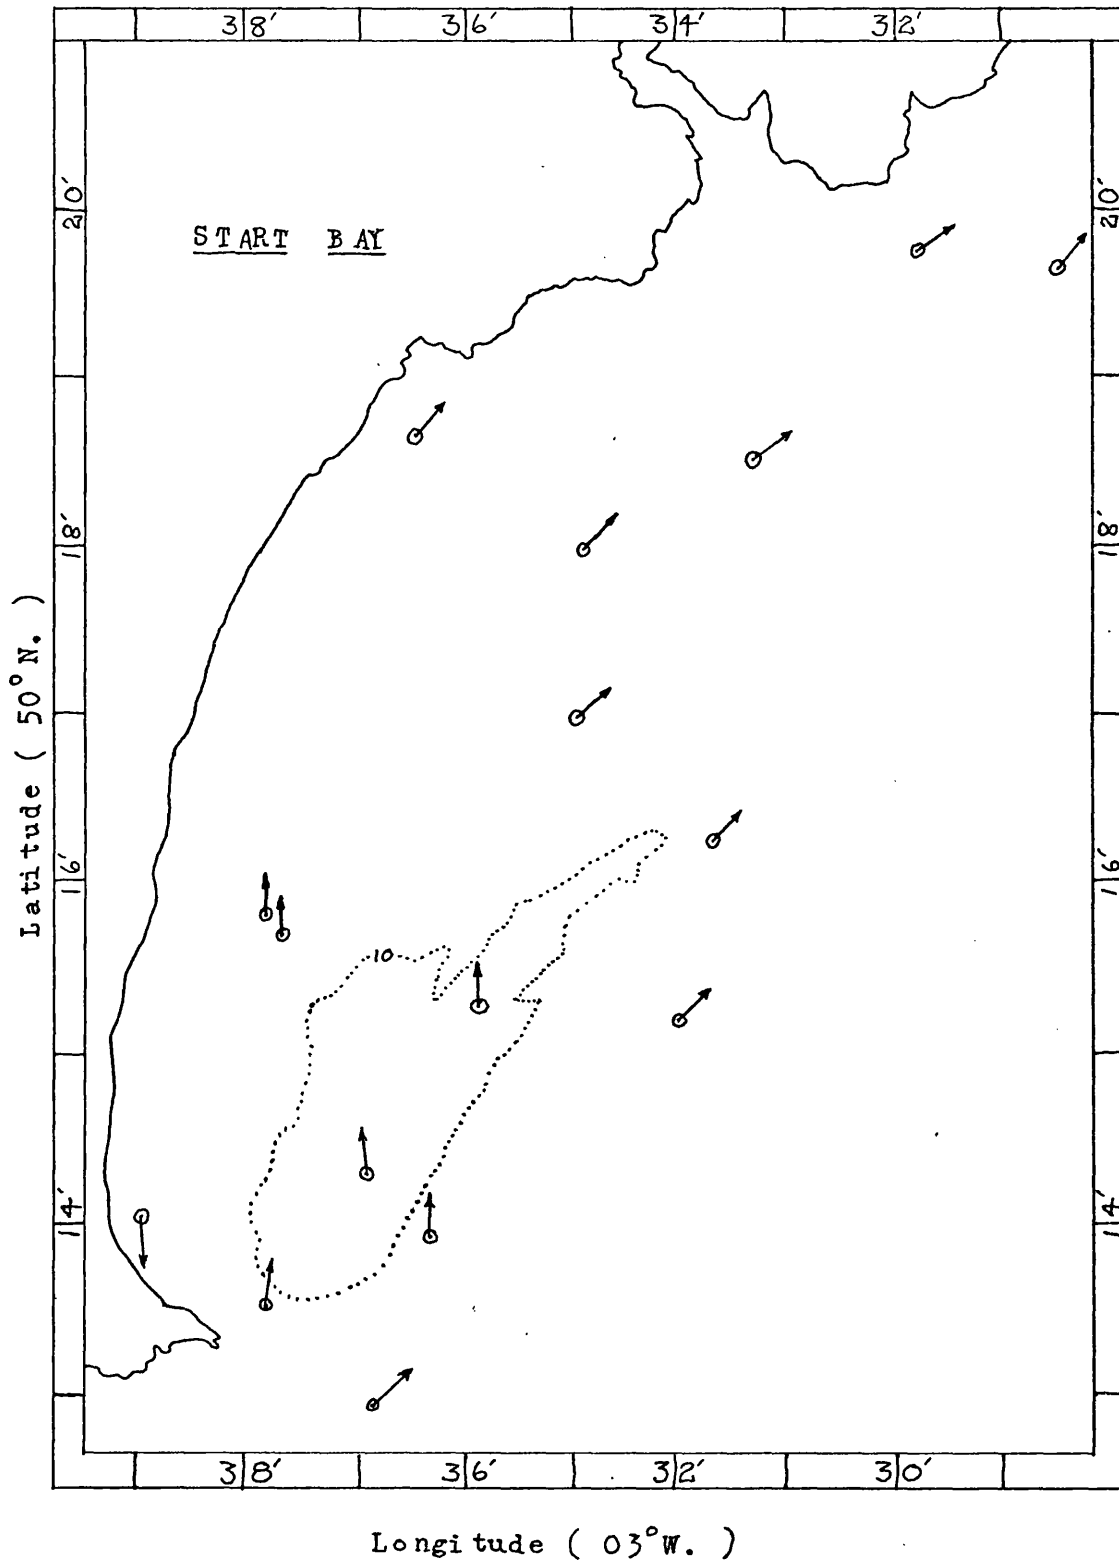 38' 36' 34' 32'
START BAY
20' 20'
18' 18'
Latitude ( 50°N. )
16' 16'
10
14' 14'
38' 36' 32' 30'
Longitude ( 03°W. )